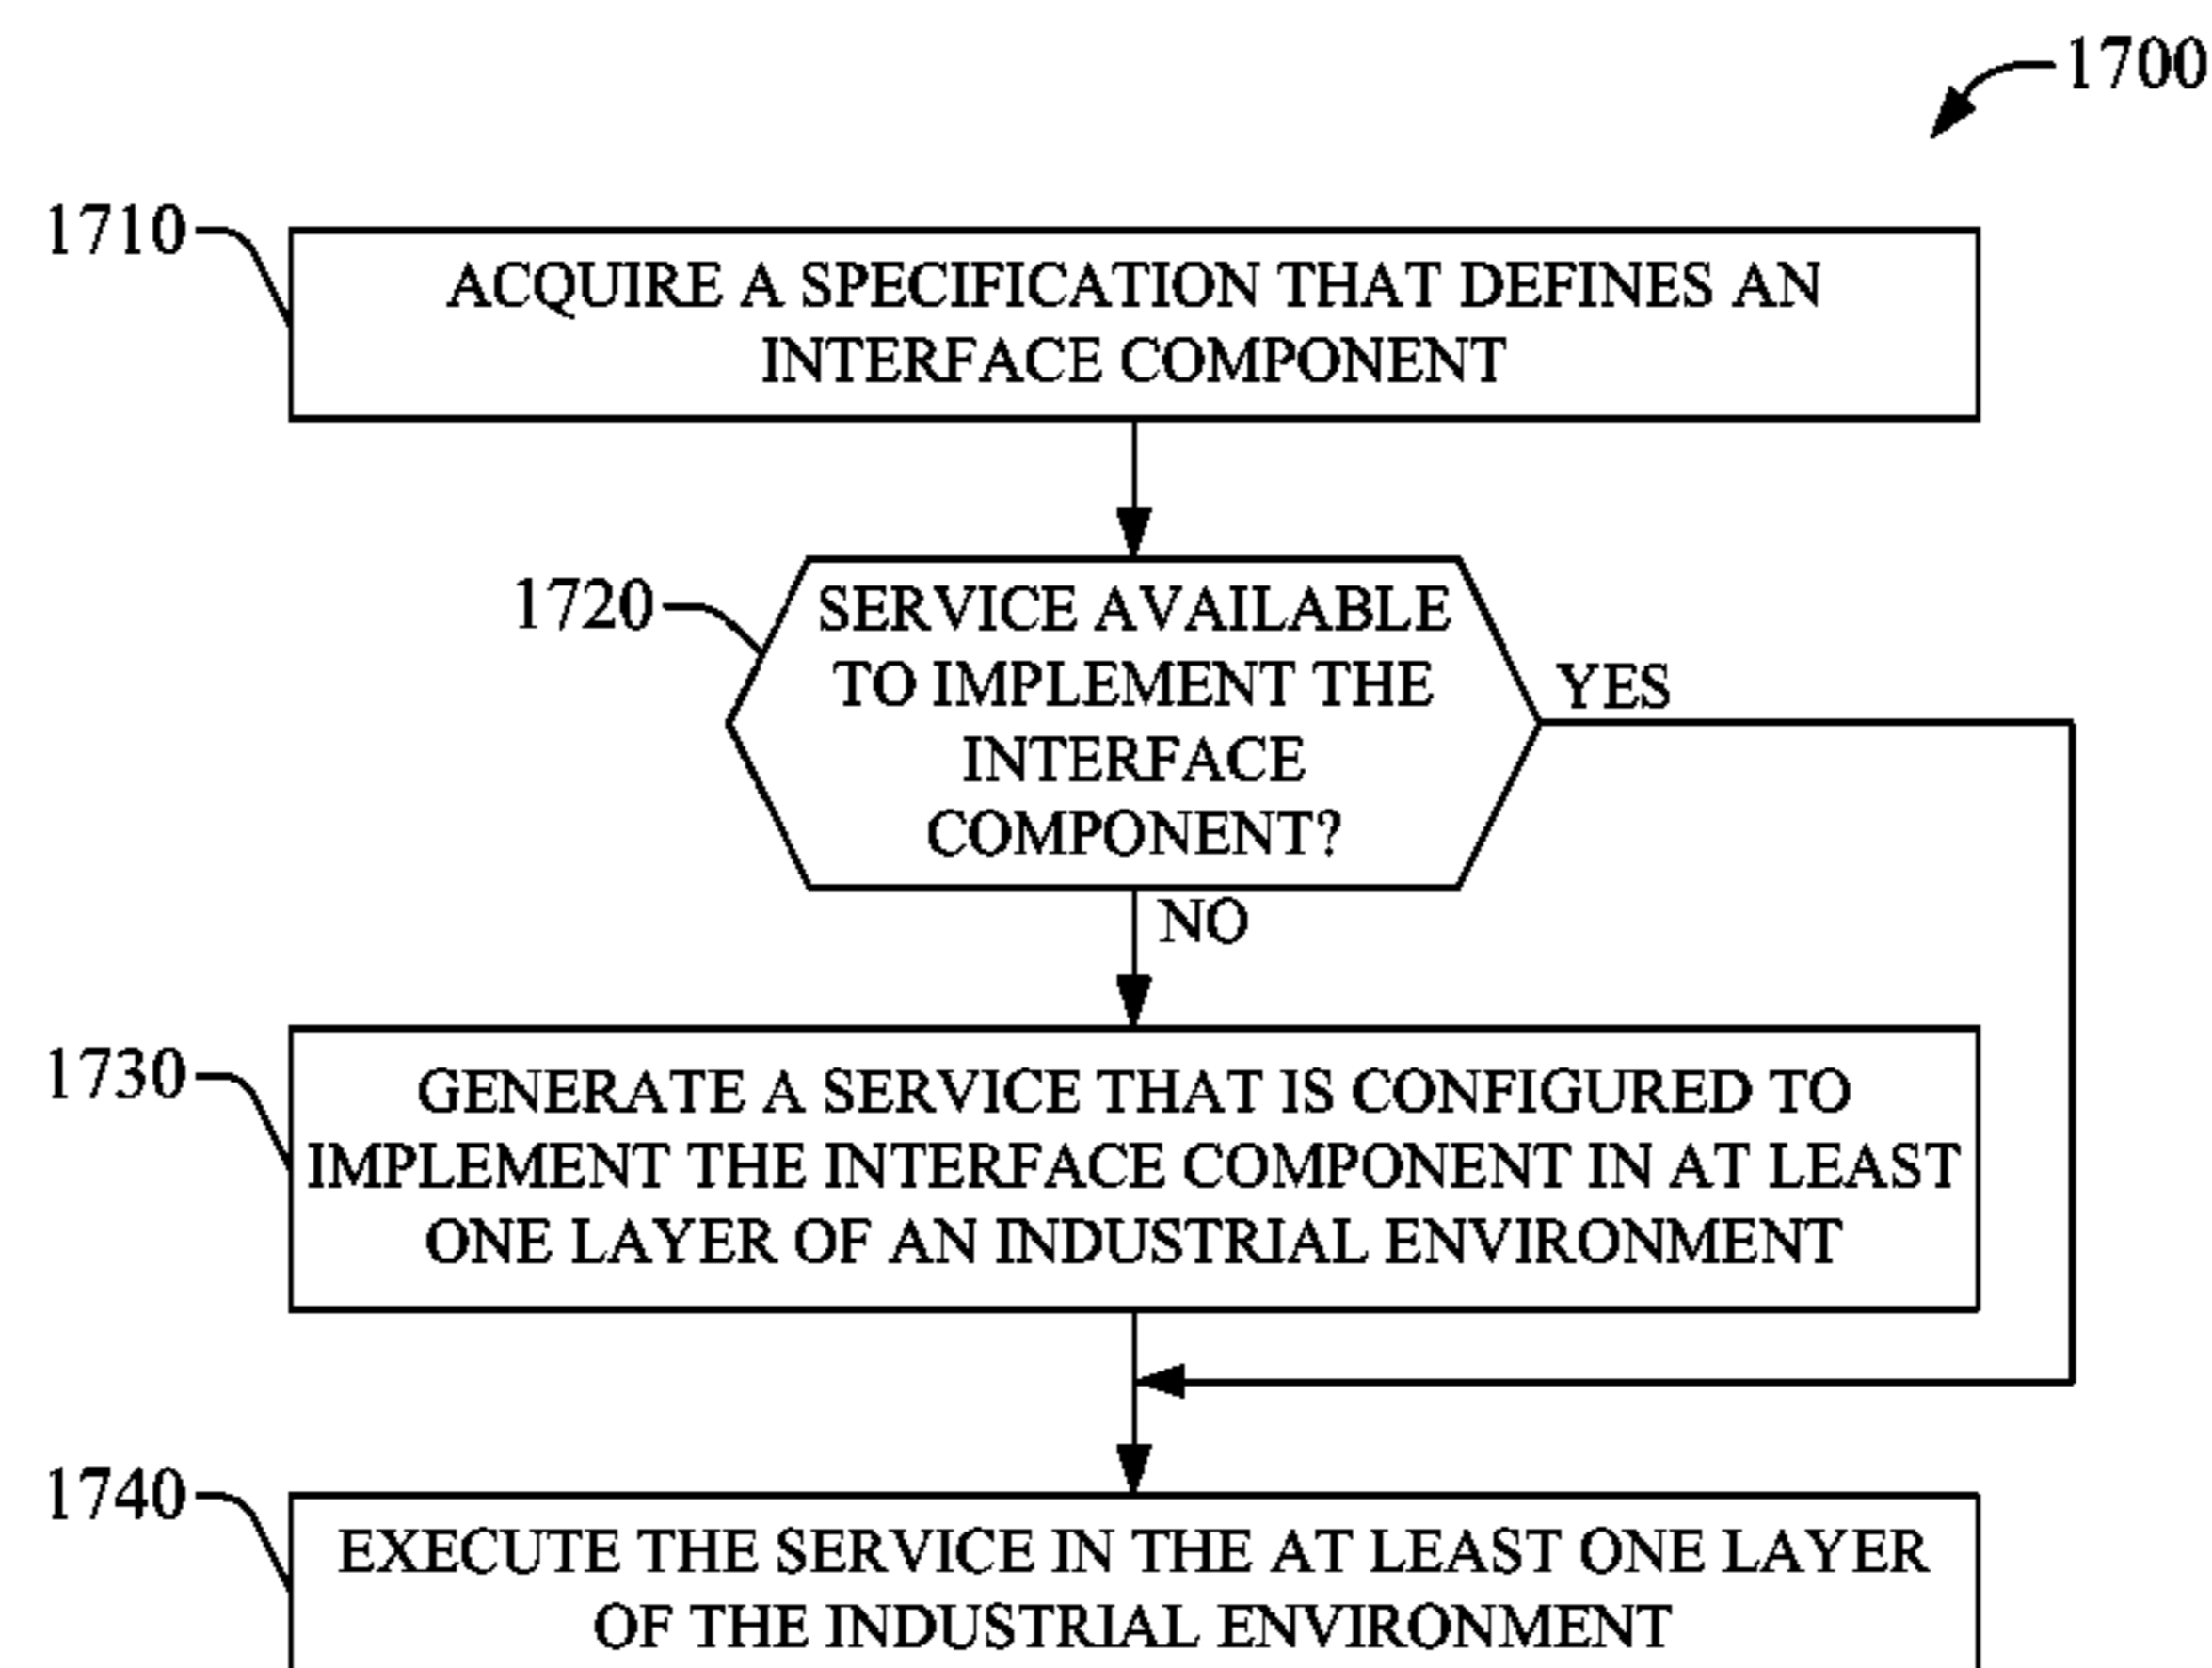 1700
1710
ACQUIRE A SPECIFICATION THAT DEFINES AN
INTERFACE COMPONENT
1720
SERVICE AVAILABLE
TO IMPLEMENT THE
INTERFACE
COMPONENT?
YES
NO
1730
GENERATE A SERVICE THAT IS CONFIGURED TO
IMPLEMENT THE INTERFACE COMPONENT IN AT LEAST
ONE LAYER OF AN INDUSTRIAL ENVIRONMENT
1740
EXECUTE THE SERVICE IN THE AT LEAST ONE LAYER
OF THE INDUSTRIAL ENVIRONMENT